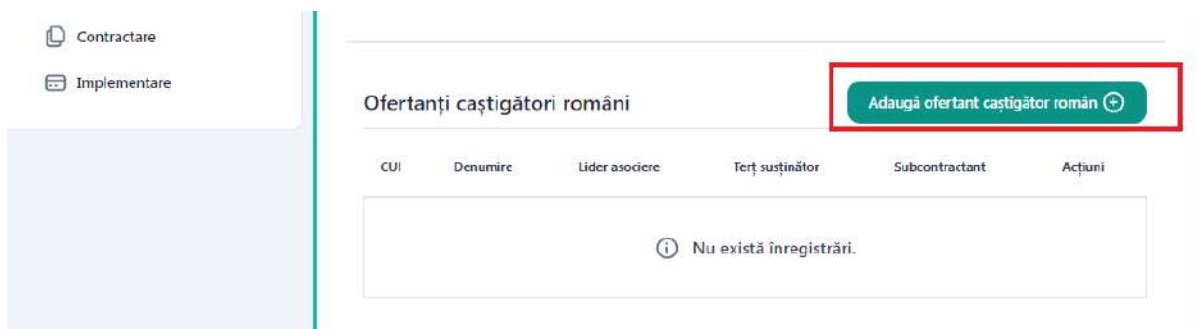 Contractare
Implementare
Ofertanți caștigători români
Adaugă ofertant caștigător român
CUI Denumire Lider asociere Terț susținător Subcontractant Acțiuni
Nu există înregistrări.